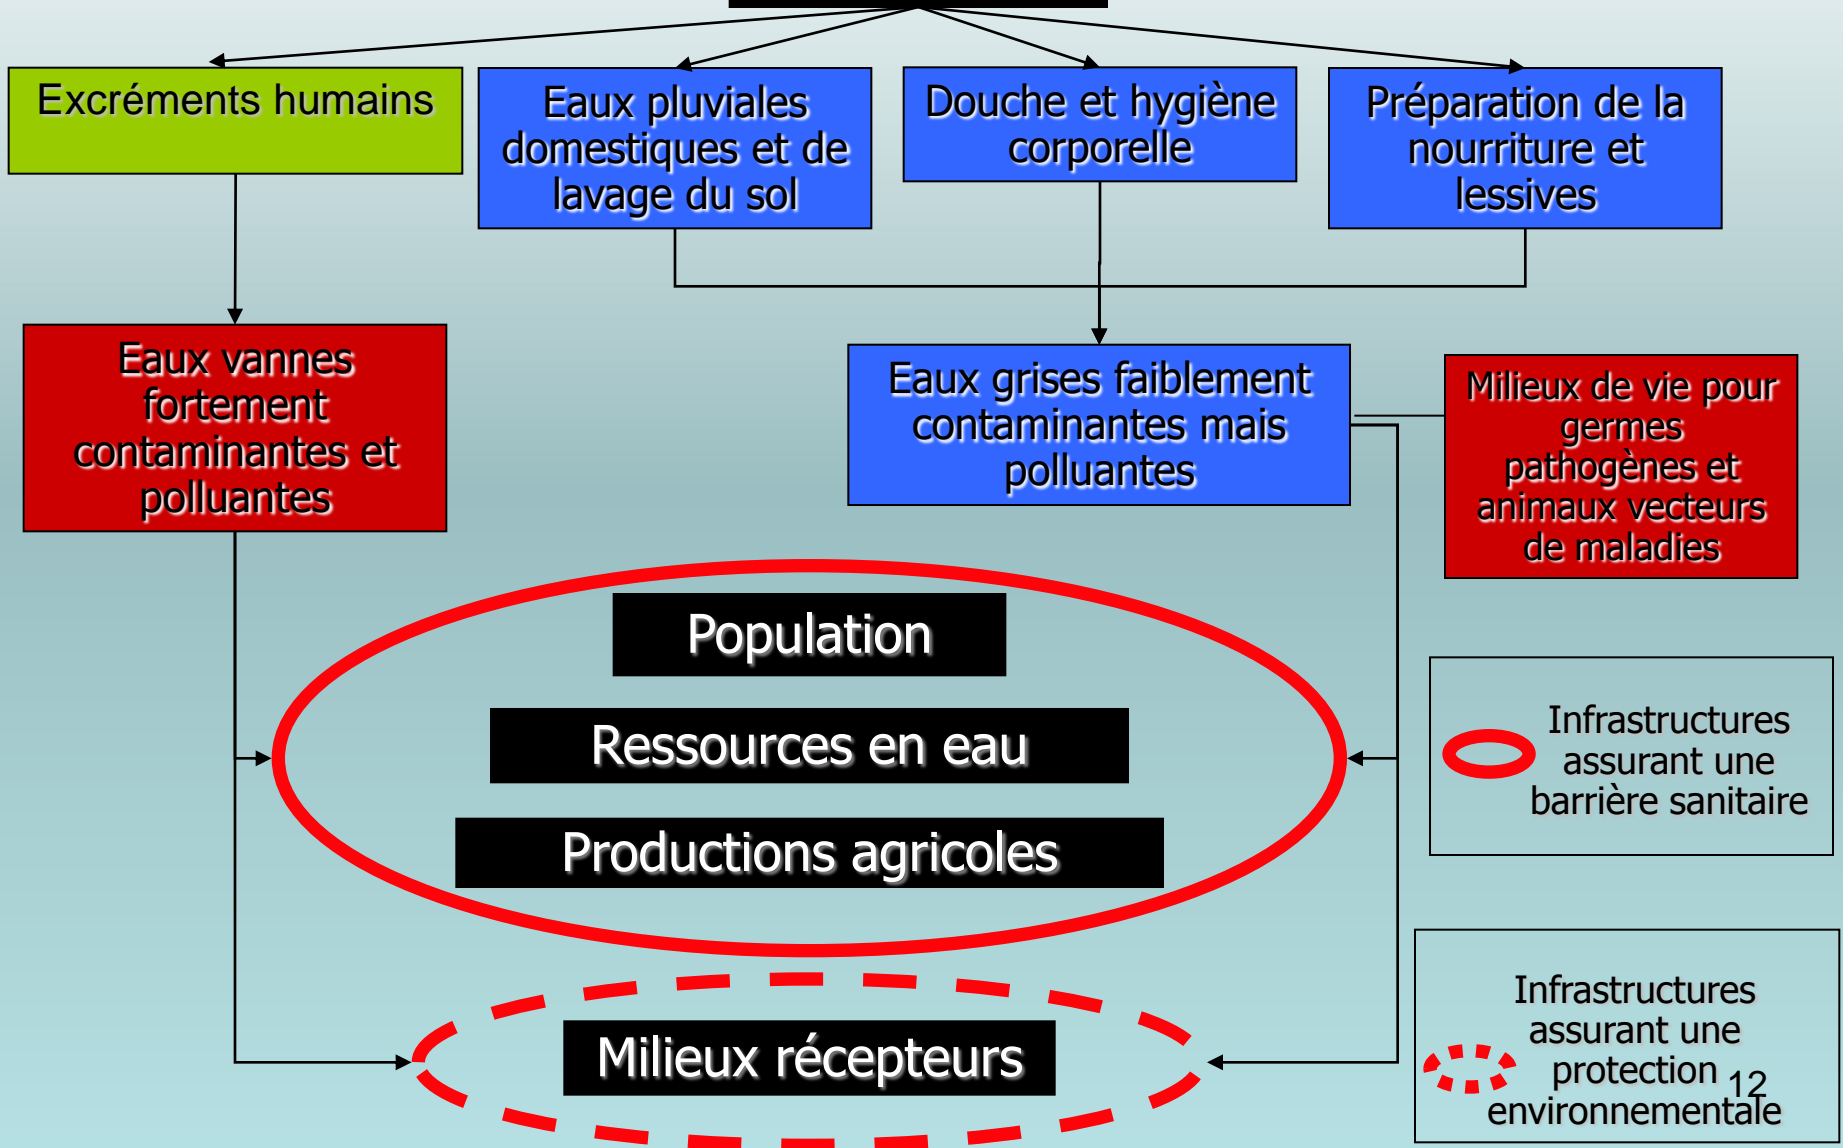 Excréments humains
Eaux pluviales
domestiques et de
lavage du sol
Douche et hygiène
corporelle
Préparation de la
nourriture et
lessives
Eaux vannes
fortement
contaminantes et
polluantes
Eaux grises faiblement
contaminantes mais
polluantes
Milieux de vie pour
germes
pathogènes et
animaux vecteurs
de maladies
Population
Ressources en eau
Productions agricoles
Infrastructures
assurant une
barrière sanitaire
Milieux récepteurs
Infrastructures
assurant une
protection
environnementale
12